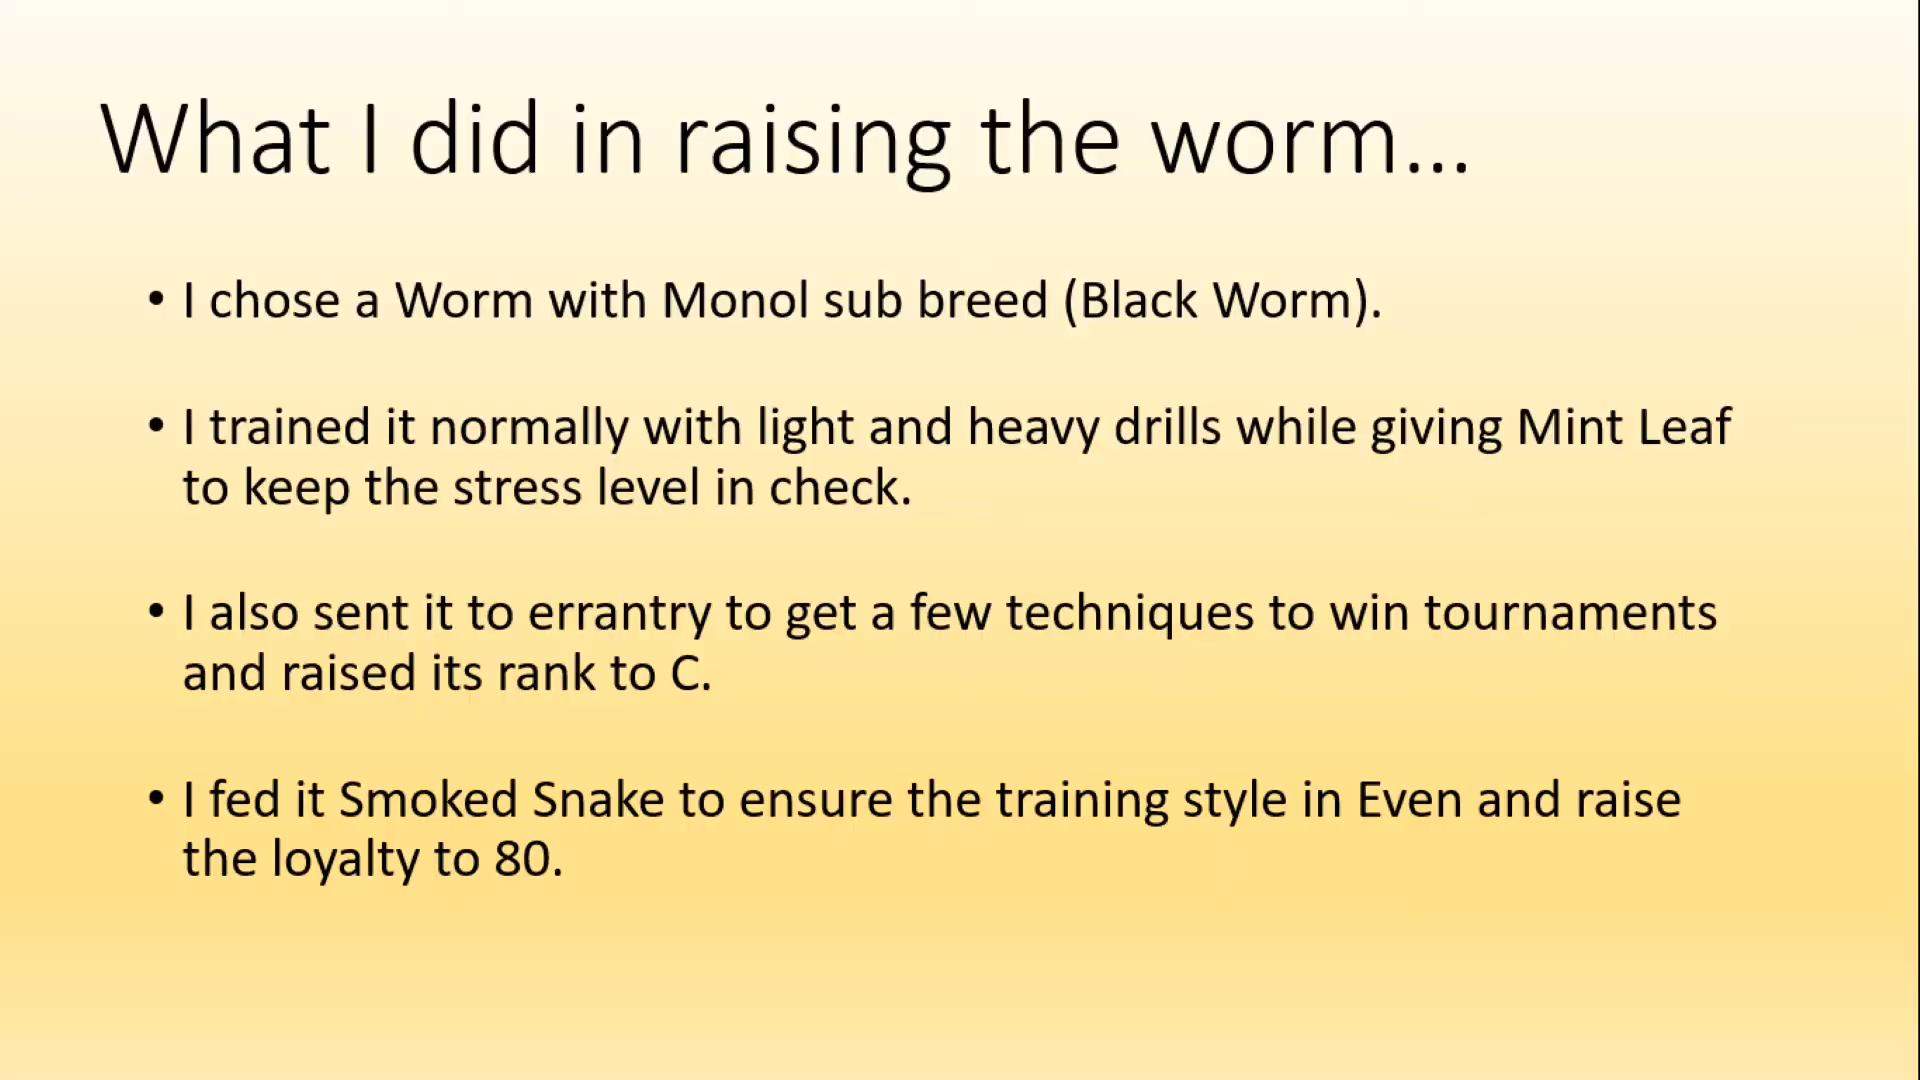 What I did in raising the worm...
• I chose a Worm with Monol sub breed (Black Worm).
• I trained it normally with light and heavy drills while giving Mint Leaf
to keep the stress level in check.
• I also sent it to errantry to get a few techniques to win tournaments
and raised its rank to C.
• I fed it Smoked Snake to ensure the training style in Even and raise
the loyalty to 80.